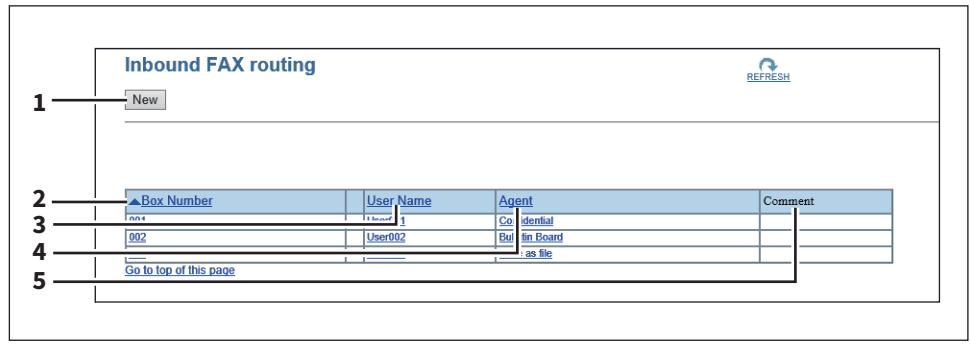 Inbound FAX routing
REFRESH
1 New
2 Box Number User Name Agent Comment
3 001 Confidential
002 User002 Bulletin Board
4 as file
Go to top of this page
5